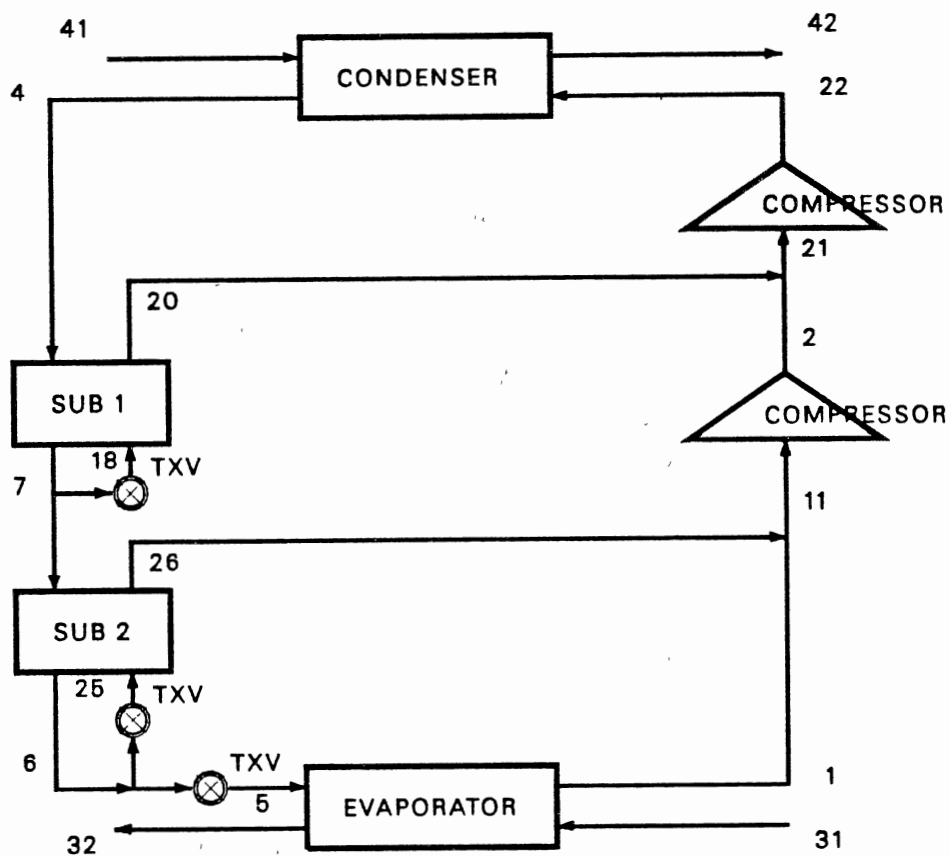 41
42
CONDENSER
4
22
COMPRESSOR
21
20
2
SUB 1
COMPRESSOR
18
TXV
7
11
26
SUB 2
25
TXV
6
TXV
5
1
EVAPORATOR
32
31